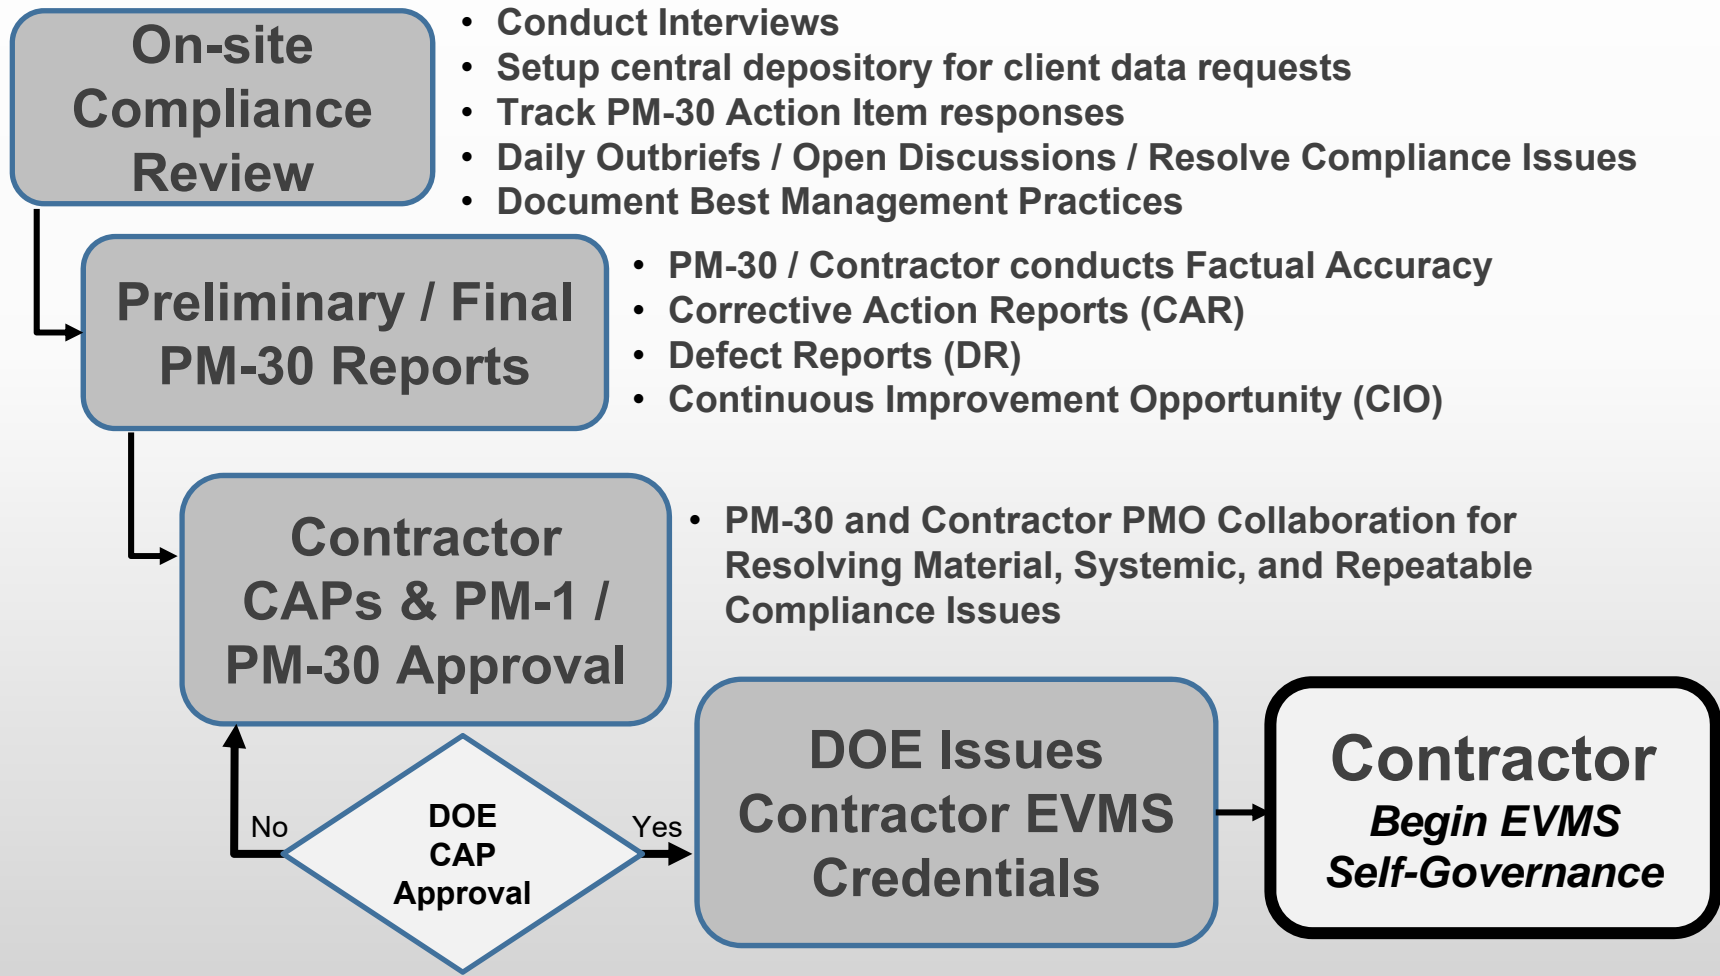 On-site
Compliance
Review
• Conduct Interviews
• Setup central depository for client data requests
• Track PM-30 Action Item responses
• Daily Outbriefs / Open Discussions / Resolve Compliance Issues
• Document Best Management Practices
Preliminary / Final
PM-30 Reports
• PM-30 / Contractor conducts Factual Accuracy
• Corrective Action Reports (CAR)
• Defect Reports (DR)
• Continuous Improvement Opportunity (CIO)
Contractor
CAPs & PM-1 /
PM-30 Approval
• PM-30 and Contractor PMO Collaboration for
Resolving Material, Systemic, and Repeatable
Compliance Issues
No
DOE
CAP
Approval
Yes
DOE Issues
Contractor EVMS
Credentials
Contractor
Begin EVMS
Self-Governance